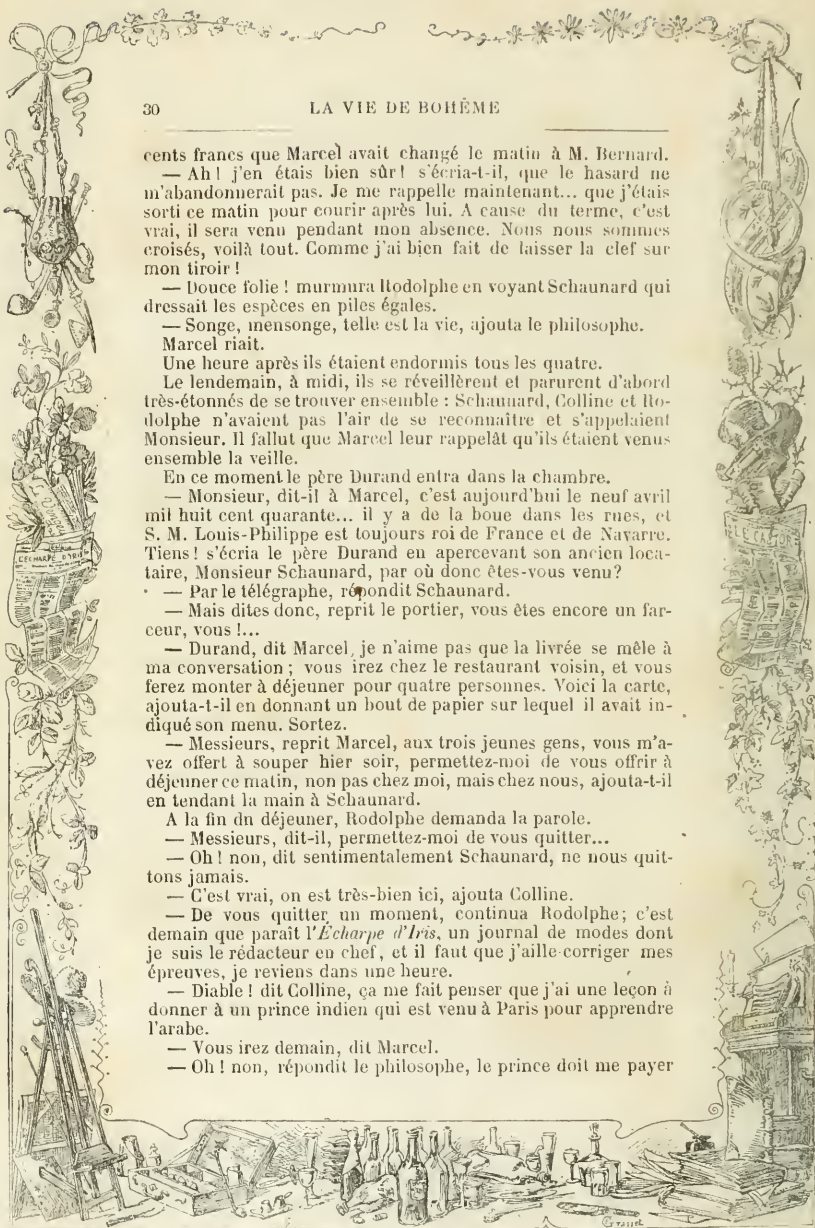 30 LA VIE DE BOHÊME
cents francs que Marcel avait changé le matin à M. Bernard.
— Ah ! j'en étais bien sûr ! s'écria-t-il, que le hasard ne
m'abandonnerait pas. Je me rappelle maintenant... que j'étais
sorti ce matin pour courir après lui. A cause du terme, c'est
vrai, il sera venu pendant mon absence. Nous nous sommes
croisés, voilà tout. Comme j'ai bien fait de laisser la clef sur
mon tiroir !
— Douce folie ! murmura Rodolphe en voyant Schaunard qui
dressait les espèces en piles égales.
— Songe, mensonge, telle est la vie, ajouta le philosophe.
Marcel riait.
Une heure après ils étaient endormis tous les quatre.
Le lendemain, à midi, ils se réveillèrent et parurent d'abord
très-étonnés de se trouver ensemble : Schaunard, Colline et Ro-
dolphe n'avaient pas l'air de se reconnaître et s'appelaient
Monsieur. Il fallut que Marcel leur rappelât qu'ils étaient venus
ensemble la veille.
En ce moment le père Durand entra dans la chambre.
— Monsieur, dit-il à Marcel, c'est aujourd'hui le neuf avril
mil huit cent quarante... il y a de la boue dans les rues, et
S. M. Louis-Philippe est toujours roi de France et de Navarre.
Tiens ! s'écria le père Durand en apercevant son ancien loca-
taire, Monsieur Schaunard, par où donc êtes-vous venu?
— Par le télégraphe, répondit Schaunard.
— Mais dites donc, reprit le portier, vous êtes encore un far-
ceur, vous !...
— Durand, dit Marcel, je n'aime pas que la livrée se mêle à
ma conversation ; vous irez chez le restaurant voisin, et vous
ferez monter à déjeuner pour quatre personnes. Voici la carte,
ajouta-t-il en donnant un bout de papier sur lequel il avait in-
diqué son menu. Sortez.
— Messieurs, reprit Marcel, aux trois jeunes gens, vous m'a-
vez offert à souper hier soir, permettez-moi de vous offrir à
déjeuner ce matin, non pas chez moi, mais chez nous, ajouta-t-il
en tendant la main à Schaunard.
A la fin du déjeuner, Rodolphe demanda la parole.
— Messieurs, dit-il, permettez-moi de vous quitter...
— Oh ! non, dit sentimentalement Schaunard, ne nous quit-
tons jamais.
— C'est vrai, on est très-bien ici, ajouta Colline.
— De vous quitter un moment, continua Rodolphe ; c'est
demain que paraît l'Écharpe d'Iris, un journal de modes dont
je suis le rédacteur en chef, et il faut que j'aille corriger mes
épreuves, je reviens dans une heure.
— Diable ! dit Colline, ça me fait penser que j'ai une leçon à
donner à un prince indien qui est venu à Paris pour apprendre
l'arabe.
— Vous irez demain, dit Marcel.
— Oh ! non, répondit le philosophe, le prince doit me payer
L'ECHARPE D'IRIS
LE CASTOR
Grasset